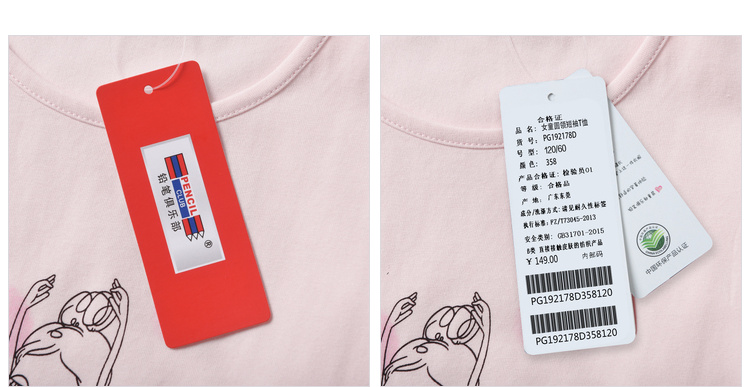 PENCIL
CLUB
铅笔俱乐部
®
合格证
品 名: 女童圆领短袖T恤
货 号: PG192178D
号 型: 120/60
颜 色: 358
产品合格证: 检验员01
等 级: 合格品
产 地: 广东东莞
成分/洗涤方式: 请见耐久性标签
执行标准: FZ/T73045-2013
安全类别: GB31701-2015
B类 直接接触皮肤的纺织产品
¥ 149.00 内部码
PG192178D358120
PG192178D358120
中国环保产品认证